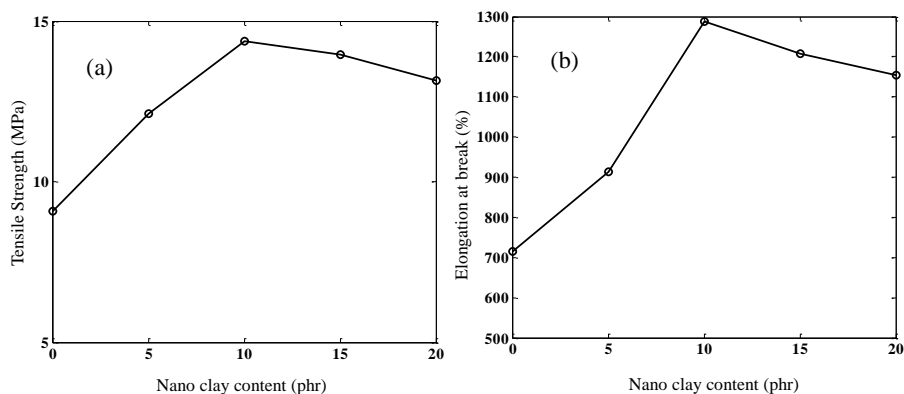 15
10
5
Tensile Strength (MPa)
(a)
0 5 10 15 20
Nano clay content (phr)
1300
1200
1100
1000
900
800
700
600
500
Elongation at break (%)
(b)
0 5 10 15 20
Nano clay content (phr)